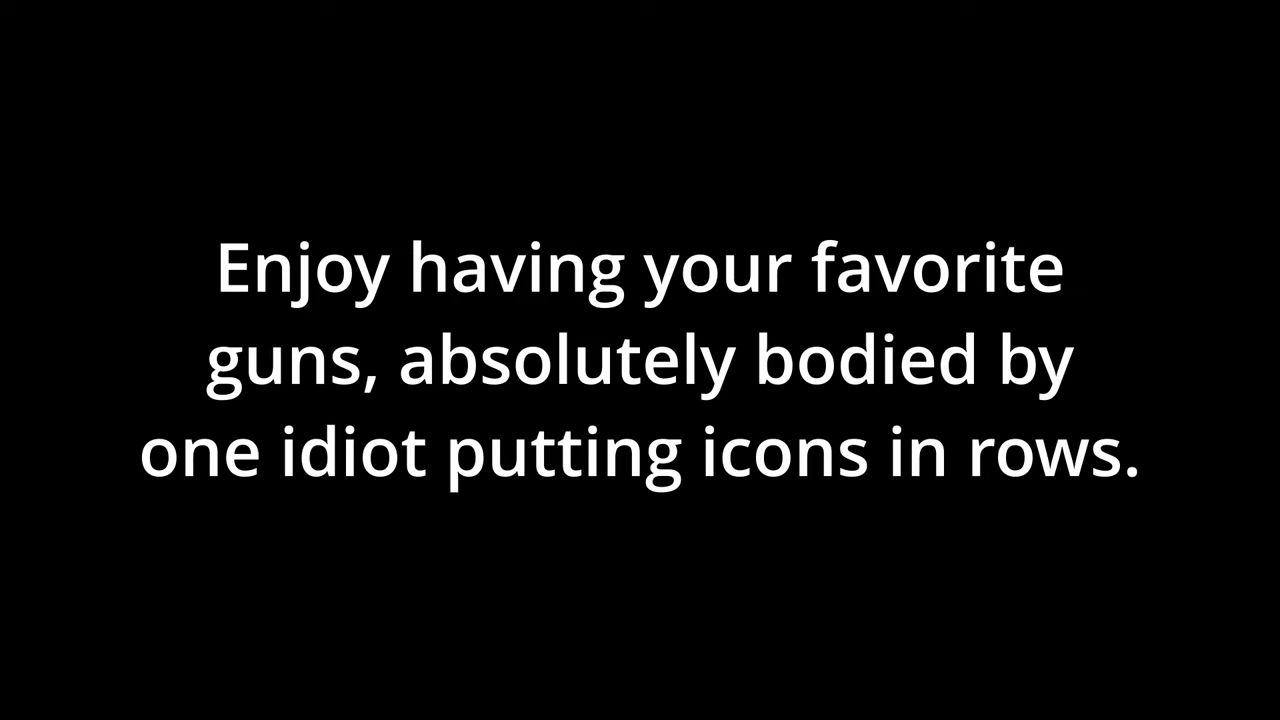 Enjoy having your favorite
guns, absolutely bodied by
one idiot putting icons in rows.